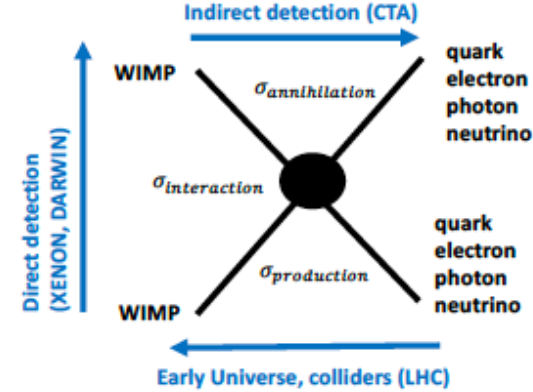 Indirect detection (CTA)
WIMP
quark
electron
photon
neutrino
σannihilation
Direct detection
(XENON, DARWIN)
σinteraction
σproduction
WIMP
quark
electron
photon
neutrino
Early Universe, colliders (LHC)